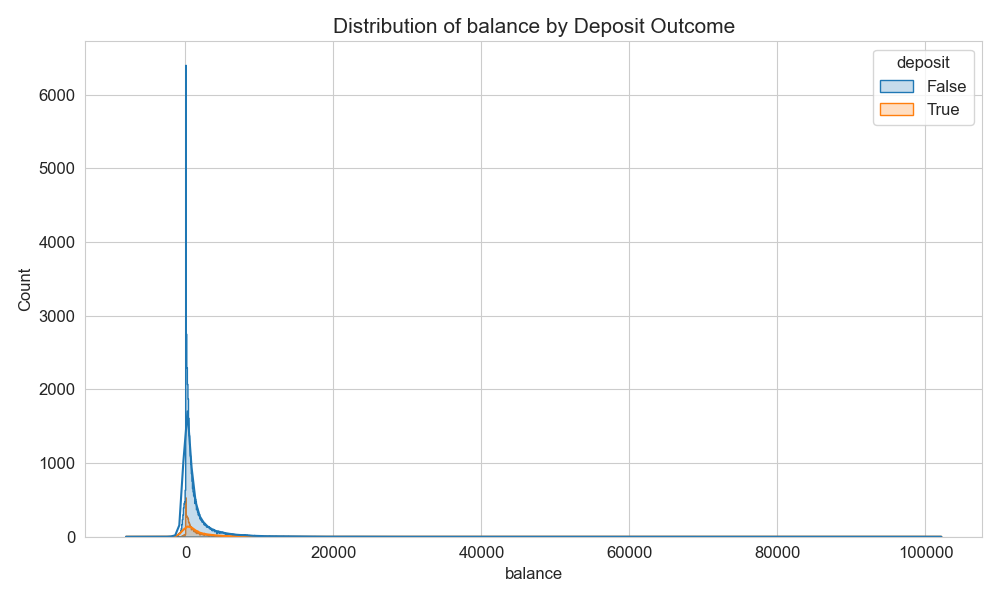 Distribution of balance by Deposit Outcome
deposit
False
True
6000
5000
4000
3000
2000
1000
0
Count
0
20000
40000
60000
80000
100000
balance